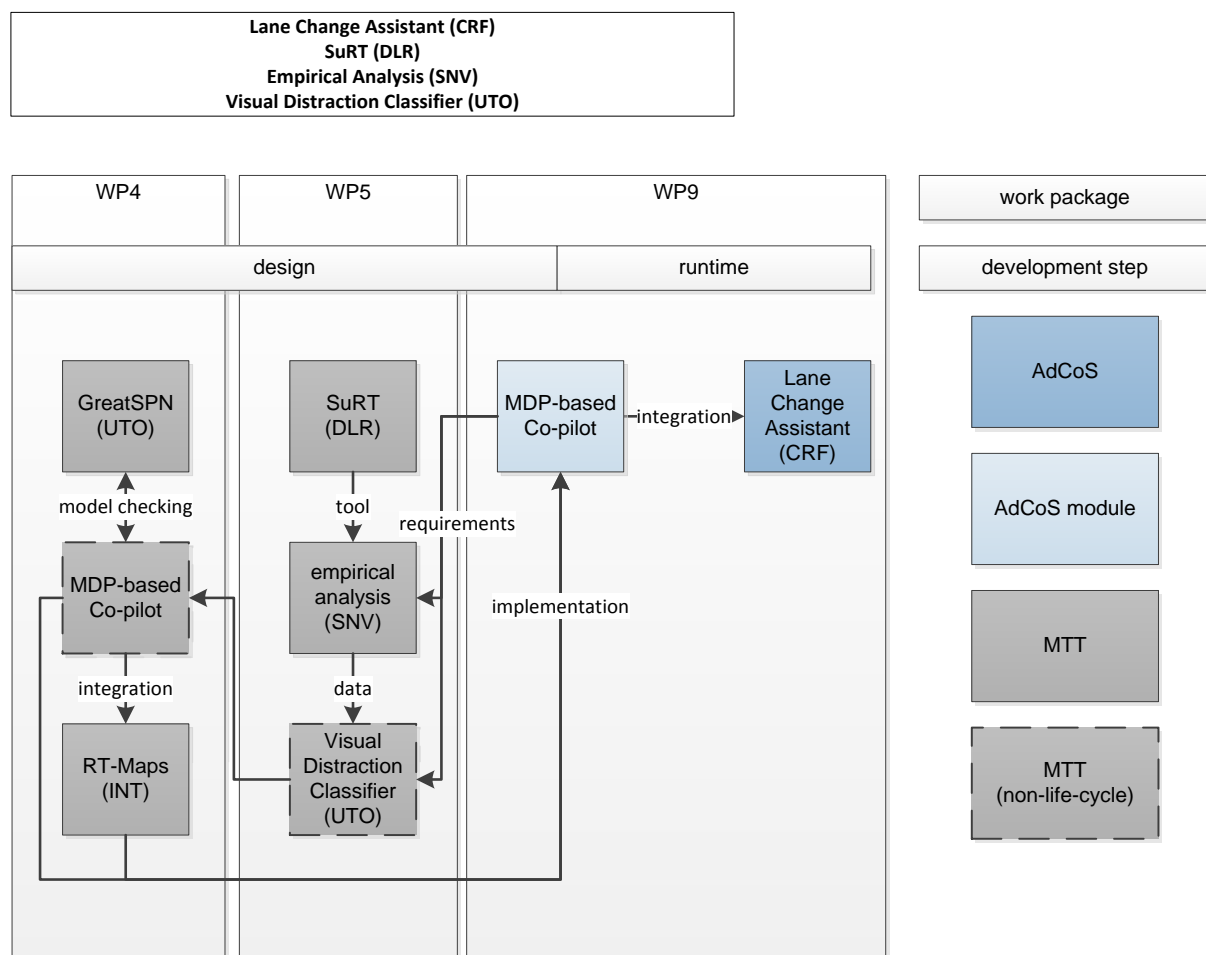 Lane Change Assistant (CRF)
SuRT (DLR)
Empirical Analysis (SNV)
Visual Distraction Classifier (UTO)
WP4
WP5
WP9
work package
design
runtime
development step
GreatSPN
(UTO)
SuRT
(DLR)
MDP-based
Co-pilot
integration
Lane
Change
Assistant
(CRF)
AdCoS
model checking
tool
requirements
AdCoS module
MDP-based
Co-pilot
empirical
analysis
(SNV)
implementation
MTT
integration
data
RT-Maps
(INT)
Visual
Distraction
Classifier
(UTO)
MTT
(non-life-cycle)